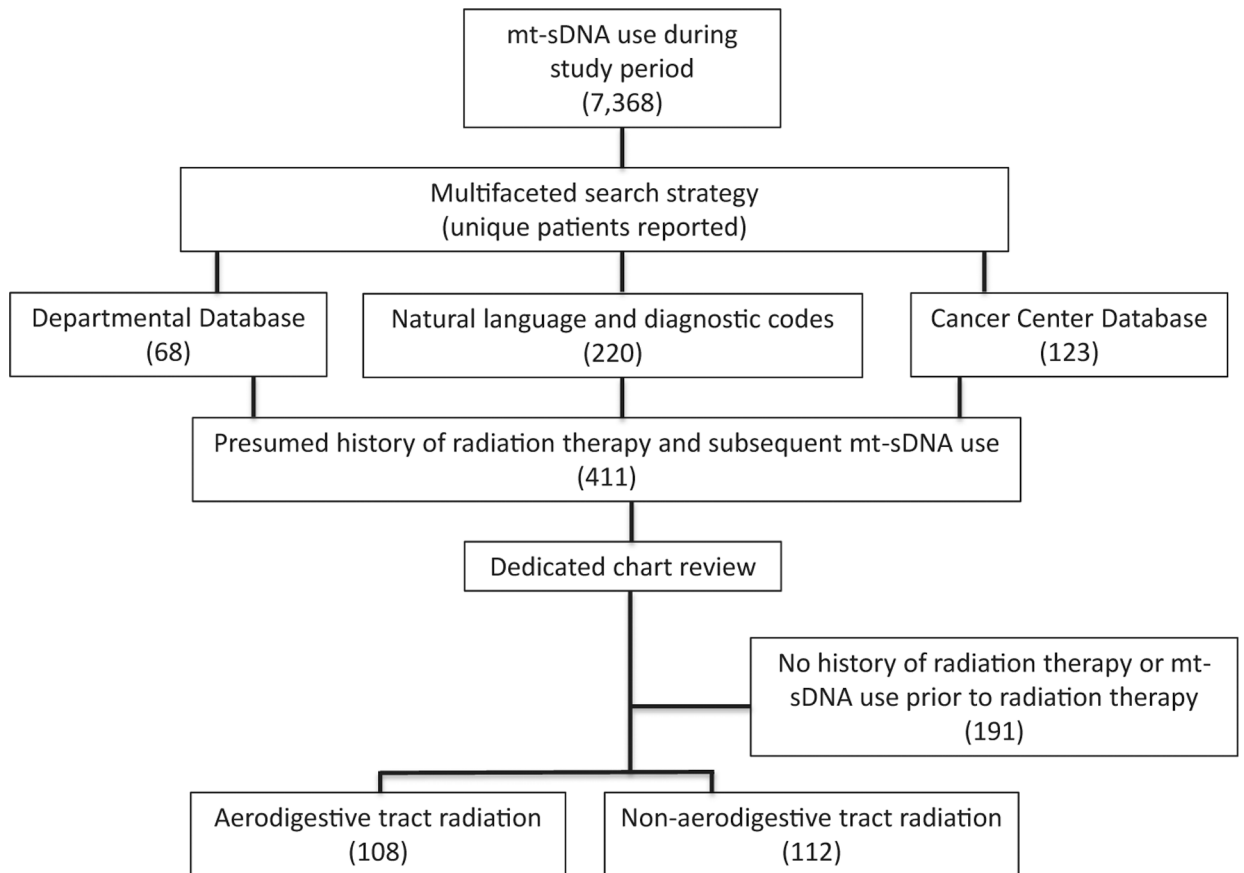 mt-sDNA use during
study period
(7,368)
Multifaceted search strategy
(unique patients reported)
Departmental Database
(68)
Natural language and diagnostic codes
(220)
Cancer Center Database
(123)
Presumed history of radiation therapy and subsequent mt-sDNA use
(411)
Dedicated chart review
No history of radiation therapy or mt-
sDNA use prior to radiation therapy
(191)
Aerodigestive tract radiation
(108)
Non-aerodigestive tract radiation
(112)